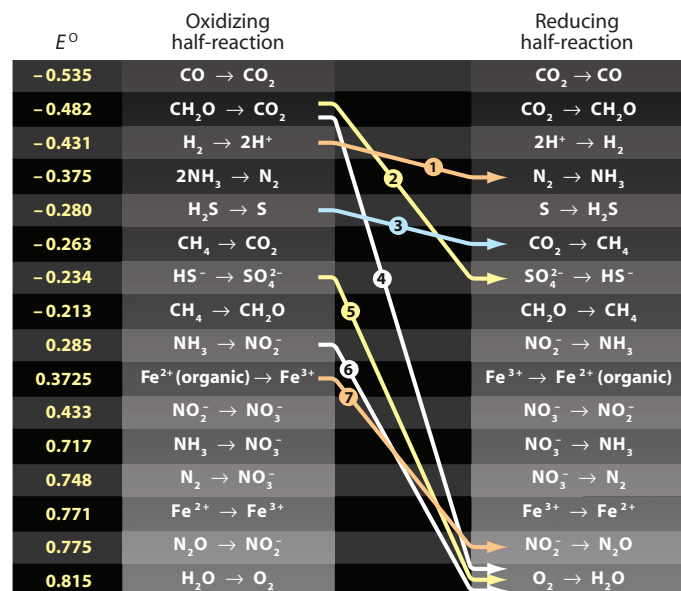 Oxidizing half-reaction
Reducing half-reaction
E°
−0.535 CO → CO₂ CO₂ → CO
−0.482 CH₂O → CO₂ CO₂ → CH₂O
−0.431 H₂ → 2H⁺ 2H⁺ → H₂
−0.375 2NH₃ → N₂ N₂ → NH₃
−0.280 H₂S → S S → H₂S
−0.263 CH₄ → CO₂ CO₂ → CH₄
−0.234 HS⁻ → SO₄²⁻ SO₄²⁻ → HS⁻
−0.213 CH₄ → CH₂O CH₂O → CH₄
0.285 NH₃ → NO₂⁻ NO₂⁻ → NH₃
0.3725 Fe²⁺(organic) → Fe³⁺ Fe³⁺ → Fe²⁺(organic)
0.433 NO₂⁻ → NO₃⁻ NO₃⁻ → NO₂⁻
0.717 NH₃ → NO₃⁻ NO₃⁻ → NH₃
0.748 N₂ → NO₃⁻ NO₃⁻ → N₂
0.771 Fe²⁺ → Fe³⁺ Fe³⁺ → Fe²⁺
0.775 N₂O → NO₂⁻ NO₂⁻ → N₂O
0.815 H₂O → O₂ O₂ → H₂O
1
2
3
4
5
6
7